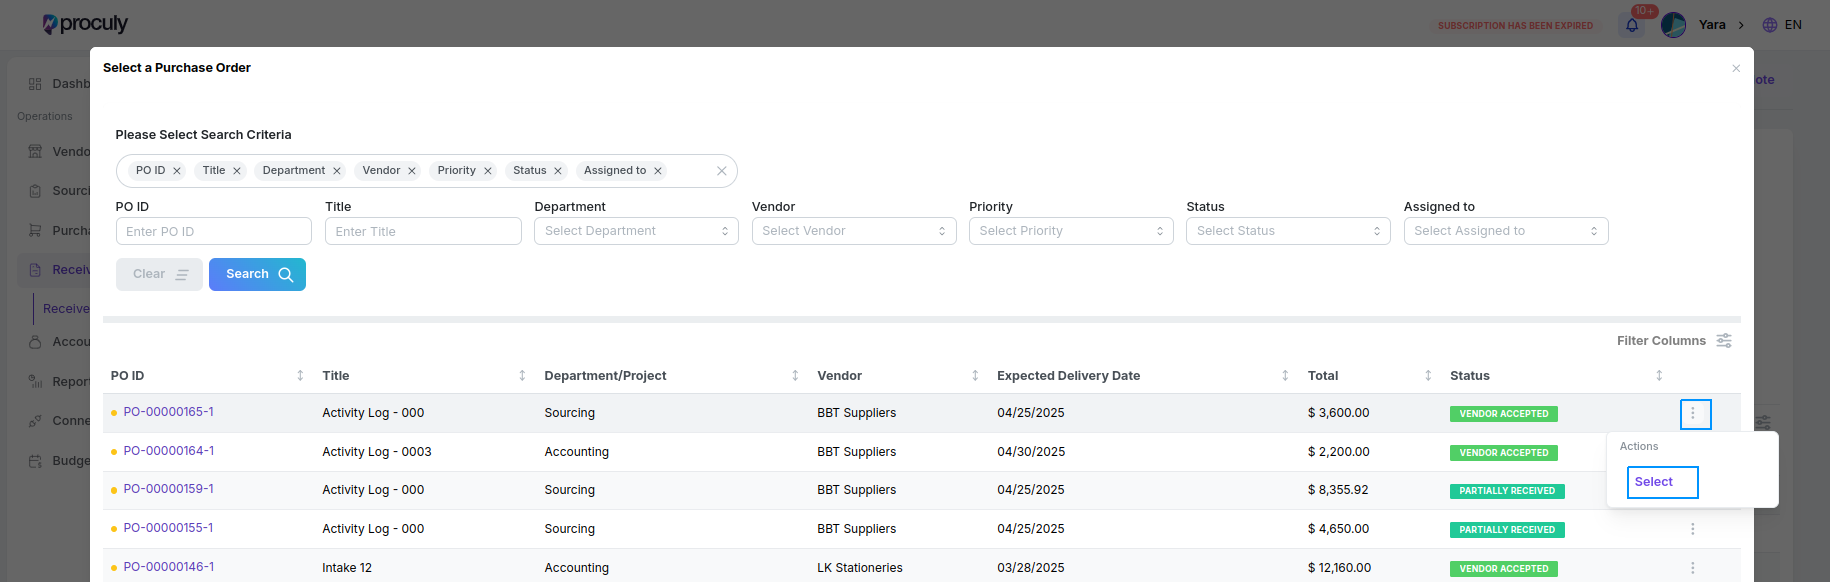 proculy
SUBSCRIPTION HAS BEEN EXPIRED
10+
Yara
EN
Select a Purchase Order
Dashb
ote
Operations
Please Select Search Criteria
Vendo
PO ID Title Department Vendor Priority Status Assigned to
Sourci
PO ID Title Department Vendor Priority Status Assigned to
Purcha
Enter PO ID Enter Title Select Department Select Vendor Select Priority Select Status Select Assigned to
Receiv
Clear Search
Receive
Accou
Filter Columns
PO ID Title Department/Project Vendor Expected Delivery Date Total Status
Report
PO-00000165-1 Activity Log - 000 Sourcing BBT Suppliers 04/25/2025 $ 3,600.00 VENDOR ACCEPTED
Conne
Actions
PO-00000164-1 Activity Log - 0003 Accounting BBT Suppliers 04/30/2025 $ 2,200.00 VENDOR ACCEPTED
Budge
Select
PO-00000159-1 Activity Log - 000 Sourcing BBT Suppliers 04/25/2025 $ 8,355.92 PARTIALLY RECEIVED
PO-00000155-1 Activity Log - 000 Sourcing BBT Suppliers 04/25/2025 $ 4,650.00 PARTIALLY RECEIVED
PO-00000146-1 Intake 12 Accounting LK Stationeries 03/28/2025 $ 12,160.00 VENDOR ACCEPTED